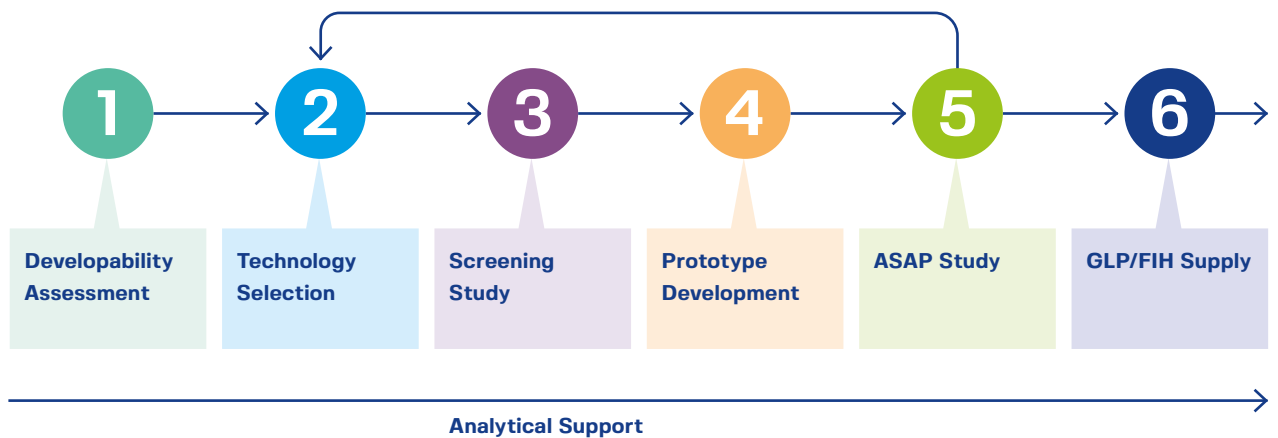 1 2 3 4 5 6
Developability
Assessment
Technology
Selection
Screening
Study
Prototype
Development
ASAP Study
GLP/FIH Supply
Analytical Support